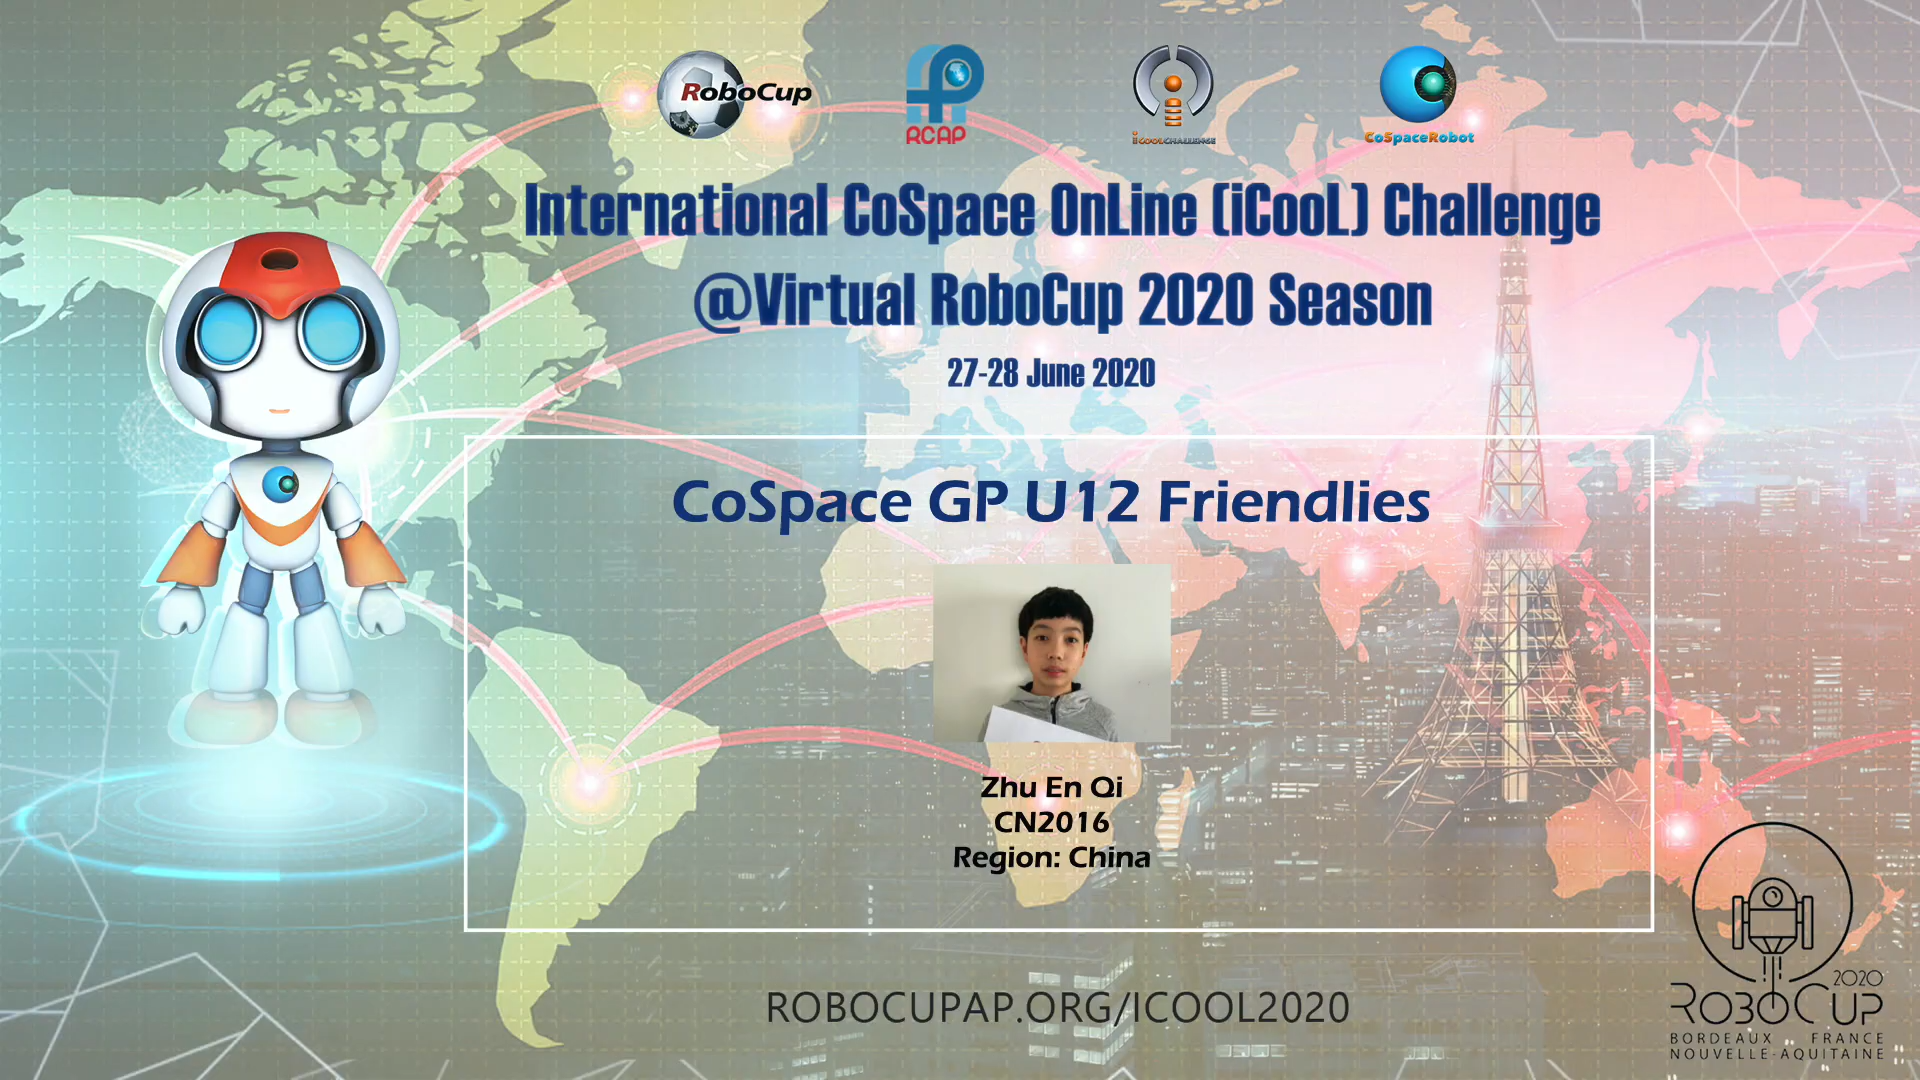 RoboCup
RCAP
iCOOLCHALLENGE
CoSpaceRobot
International CoSpace OnLine (iCooL) Challenge
@Virtual RoboCup 2020 Season
27-28 June 2020
CoSpace GP U12 Friendlies
Zhu En Qi
CN2016
Region: China
ROBOCUPAP.ORG/ICOOL2020
2020
ROBOCUP
BORDEAUX FRANCE
NOUVELLE-AQUITAINE